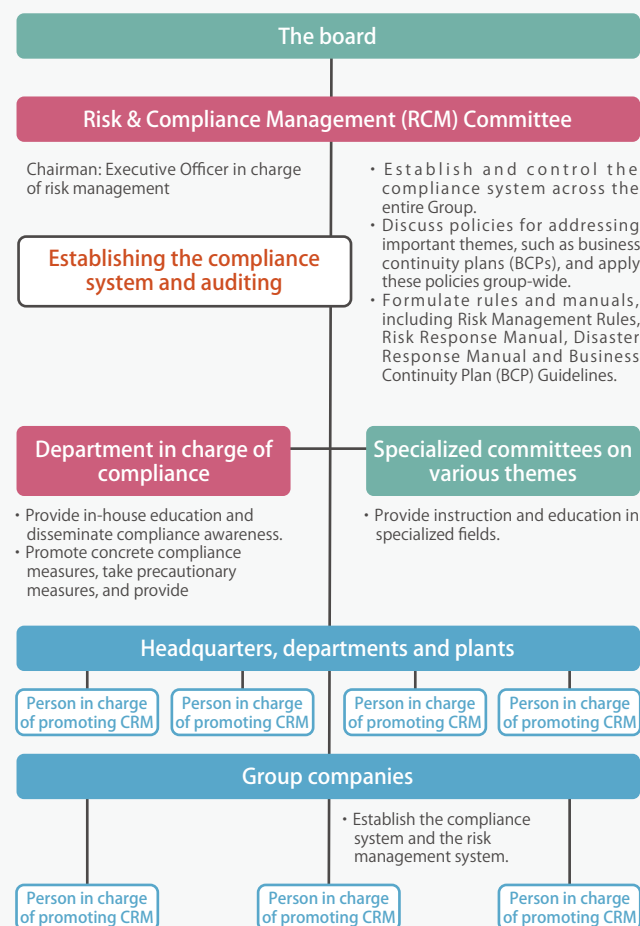 The board
Risk & Compliance Management (RCM) Committee
Chairman: Executive Officer in charge
of risk management
Establishing the compliance
system and auditing
・Establish and control the
compliance system across the
entire Group.
・Discuss policies for addressing
important themes, such as business
continuity plans (BCPs), and apply
these policies group-wide.
・Formulate rules and manuals,
including Risk Management Rules,
Risk Response Manual, Disaster
Response Manual and Business
Continuity Plan (BCP) Guidelines.
Department in charge of
compliance
・Provide in-house education and
disseminate compliance awareness.
・Promote concrete compliance
measures, take precautionary
measures, and provide
Specialized committees on
various themes
・Provide instruction and education in
specialized fields.
Headquarters, departments and plants
Person in charge
of promoting CRM
Person in charge
of promoting CRM
Person in charge
of promoting CRM
Person in charge
of promoting CRM
Group companies
・Establish the compliance
system and the risk
management system.
Person in charge
of promoting CRM
Person in charge
of promoting CRM
Person in charge
of promoting CRM